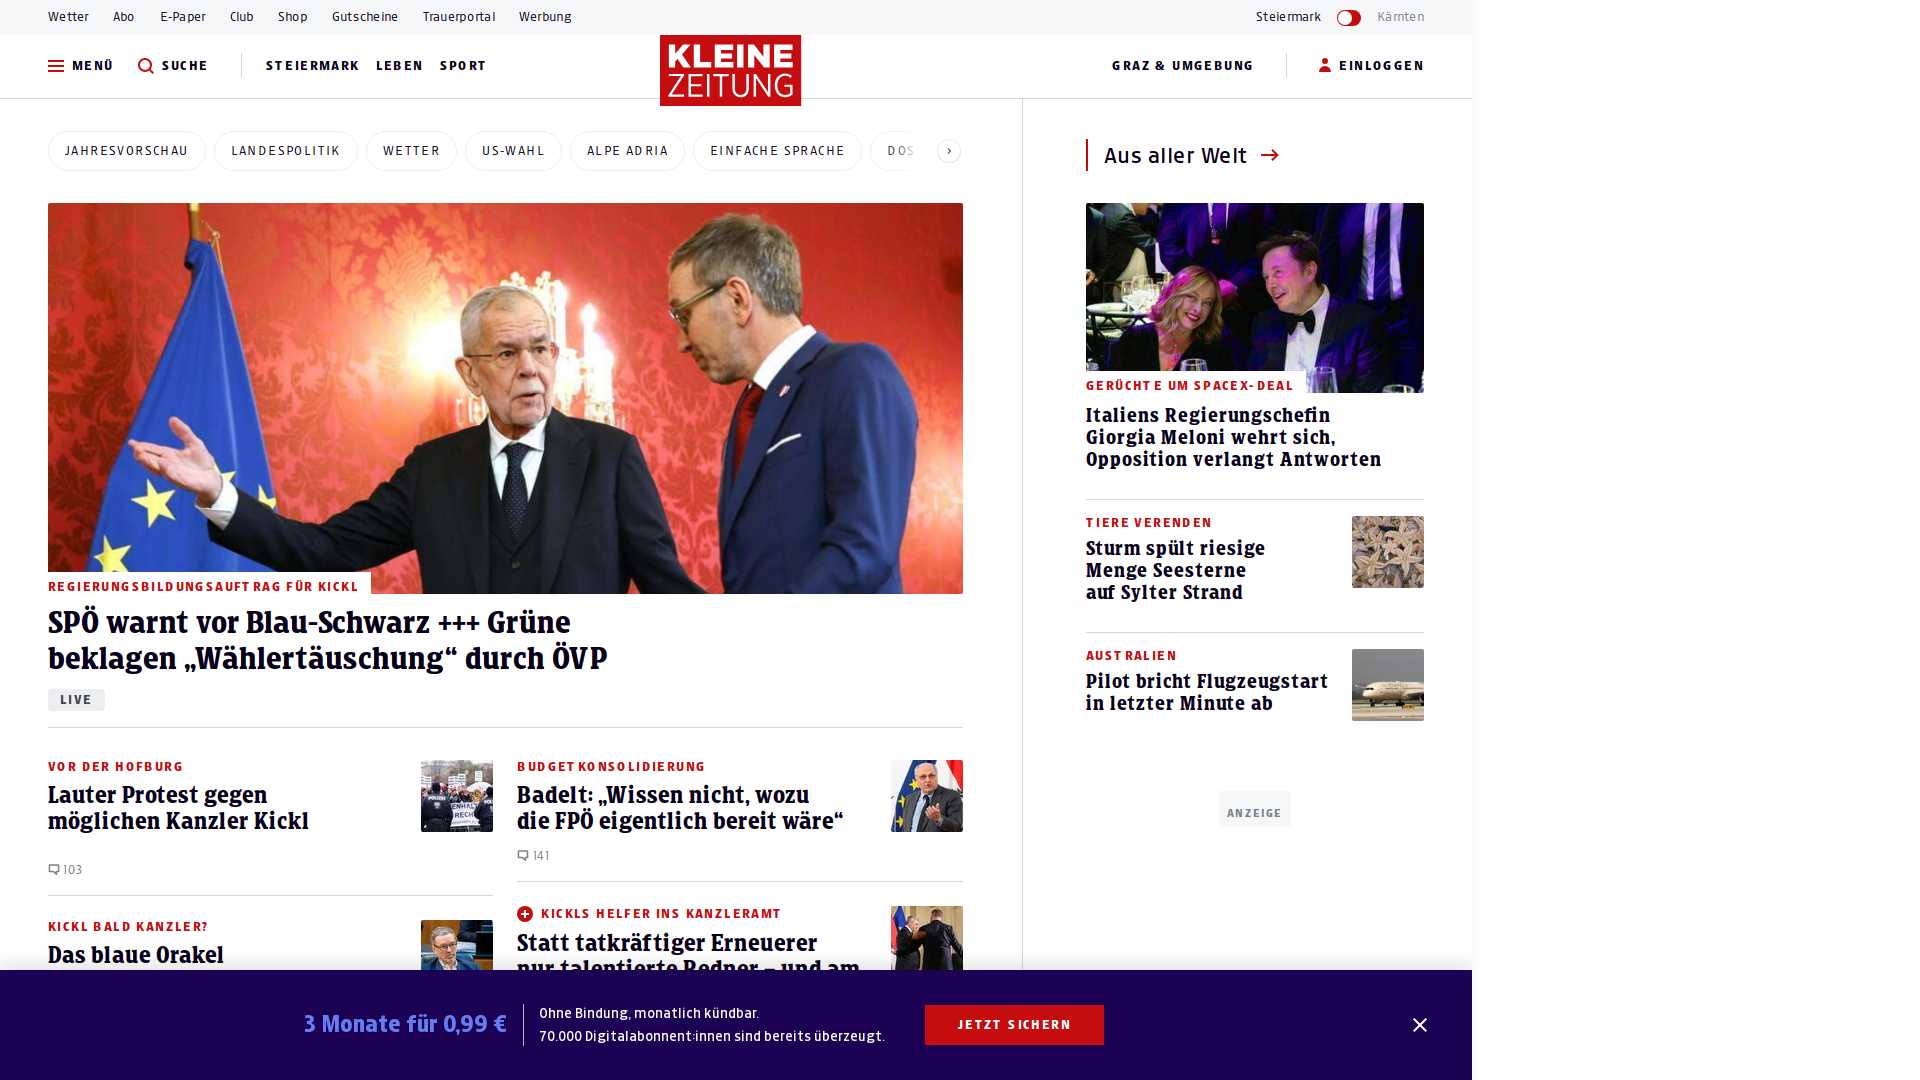 Wetter Abo E-Paper Club Shop Gutscheine Trauerportal Werbung Steiermark Kärnten
MENÜ SUCHE STEIERMARK LEBEN SPORT KLEINE ZEITUNG GRAZ & UMGEBUNG EINLOGGEN
JAHRESVORSCHAU LANDESPOLITIK WETTER US-WAHL ALPE ADRIA EINFACHE SPRACHE DOS
REGIERUNGSBILDUNGSAUFTRAG FÜR KICKL
SPÖ warnt vor Blau-Schwarz +++ Grüne
beklagen „Wählertäuschung“ durch ÖVP
LIVE
VOR DER HOFBURG
Lauter Protest gegen
möglichen Kanzler Kickl
103
KICKL BALD KANZLER?
Das blaue Orakel
BUDGETKONSOLIDIERUNG
Badelt: „Wissen nicht, wozu
die FPÖ eigentlich bereit wäre“
141
KICKLS HELFER INS KANZLERAMT
Statt tatkräftiger Erneuerer
nur talentierte Redner – und am
Aus aller Welt
GERÜCHTE UM SPACEX-DEAL
Italiens Regierungschefin
Giorgia Meloni wehrt sich,
Opposition verlangt Antworten
TIERE VERENDEN
Sturm spült riesige
Menge Seesterne
auf Sylter Strand
AUSTRALIEN
Pilot bricht Flugzeugstart
in letzter Minute ab
ANZEIGE
3 Monate für 0,99 €
Ohne Bindung, monatlich kündbar.
70.000 Digitalabonnent:innen sind bereits überzeugt.
JETZT SICHERN